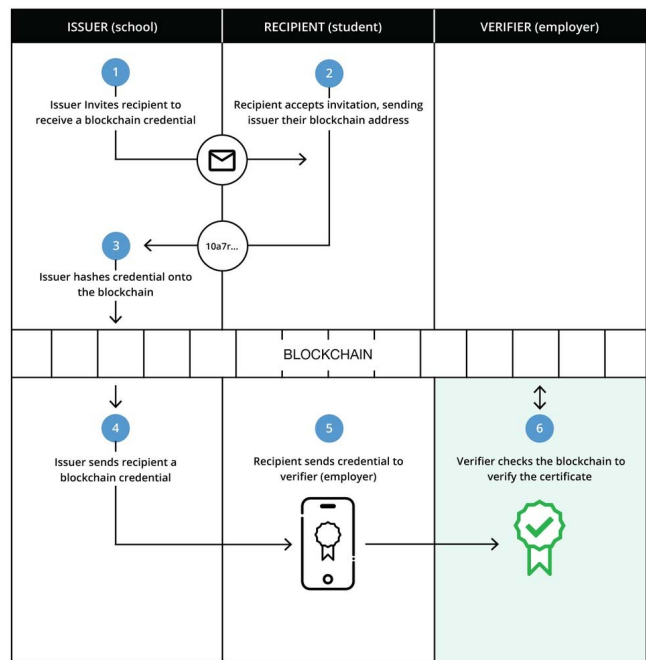 ISSUER (school)
RECIPIENT (student)
VERIFIER (employer)
1
Issuer Invites recipient to
receive a blockchain credential
2
Recipient accepts invitation, sending
issuer their blockchain address
10a7r...
3
Issuer hashes credential onto
the blockchain
BLOCKCHAIN
4
Issuer sends recipient a
blockchain credential
5
Recipient sends credential to
verifier (employer)
6
Verifier checks the blockchain to
verify the certificate